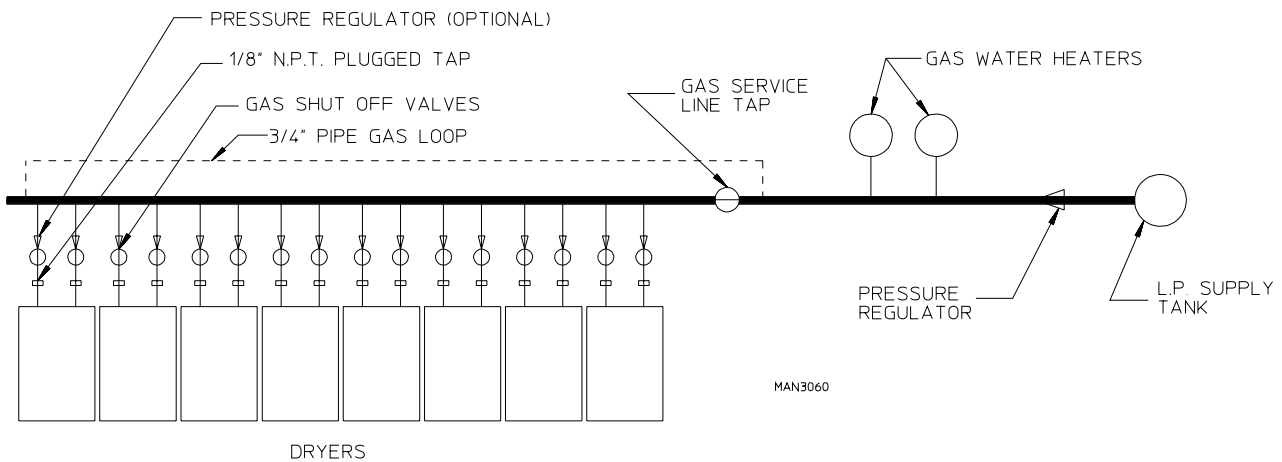 PRESSURE REGULATOR (OPTIONAL)
1/8" N.P.T. PLUGGED TAP
GAS SHUT OFF VALVES
3/4" PIPE GAS LOOP
GAS SERVICE
LINE TAP
GAS WATER HEATERS
PRESSURE
REGULATOR
L.P. SUPPLY
TANK
MAN3060
DRYERS